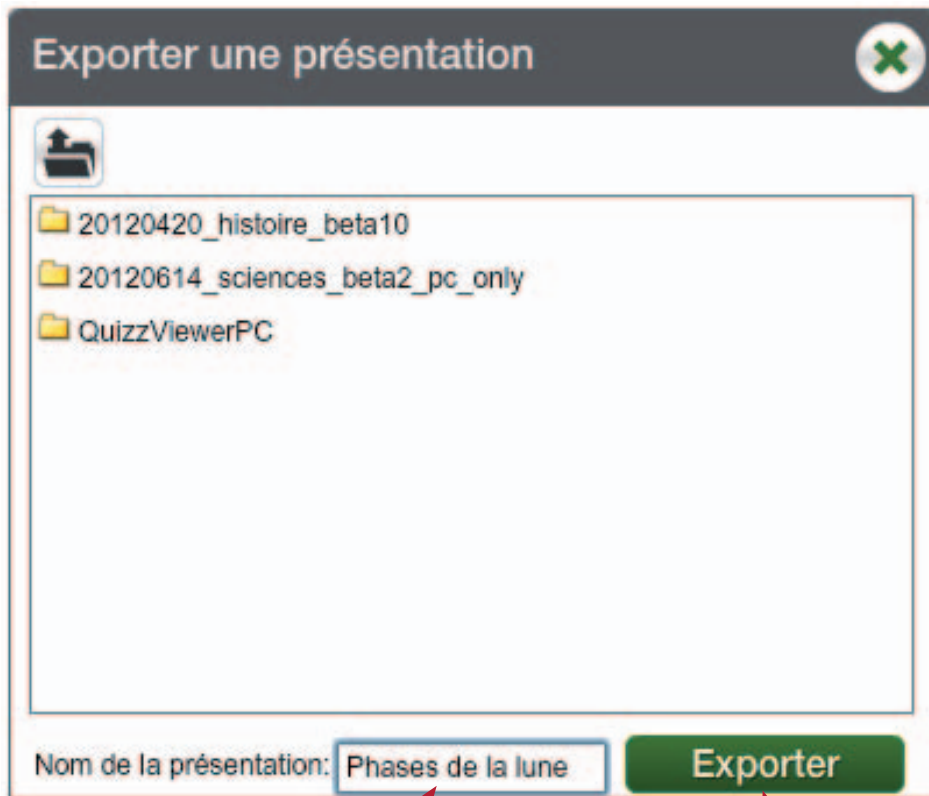 Exporter une présentation
20120420_histoire_beta10
20120614_sciences_beta2_pc_only
QuizzViewerPC
Nom de la présentation: Phases de la lune Exporter